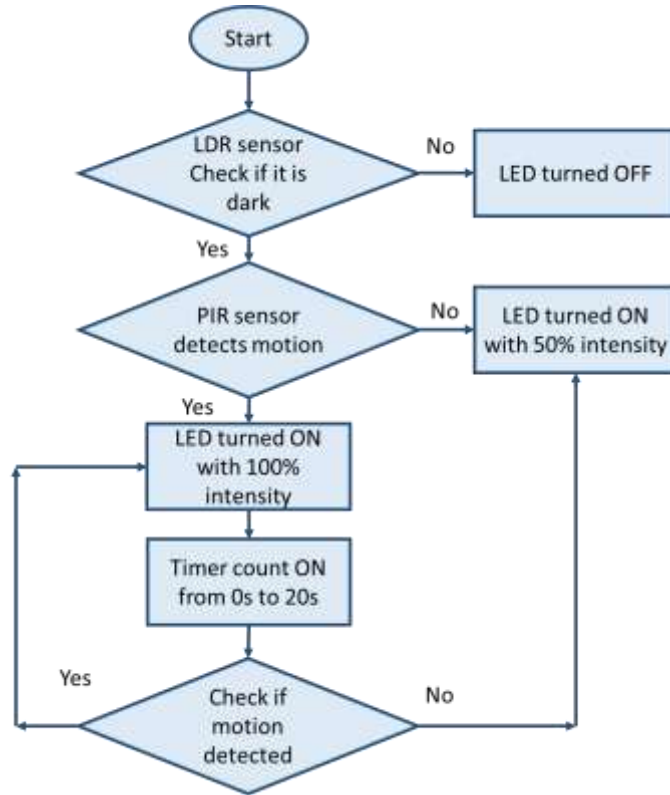 Start
LDR sensor
Check if it is
dark
No
LED turned OFF
Yes
PIR sensor
detects motion
No
LED turned ON
with 50% intensity
Yes
LED turned ON
with 100%
intensity
Timer count ON
from 0s to 20s
Yes
Check if
motion
detected
No